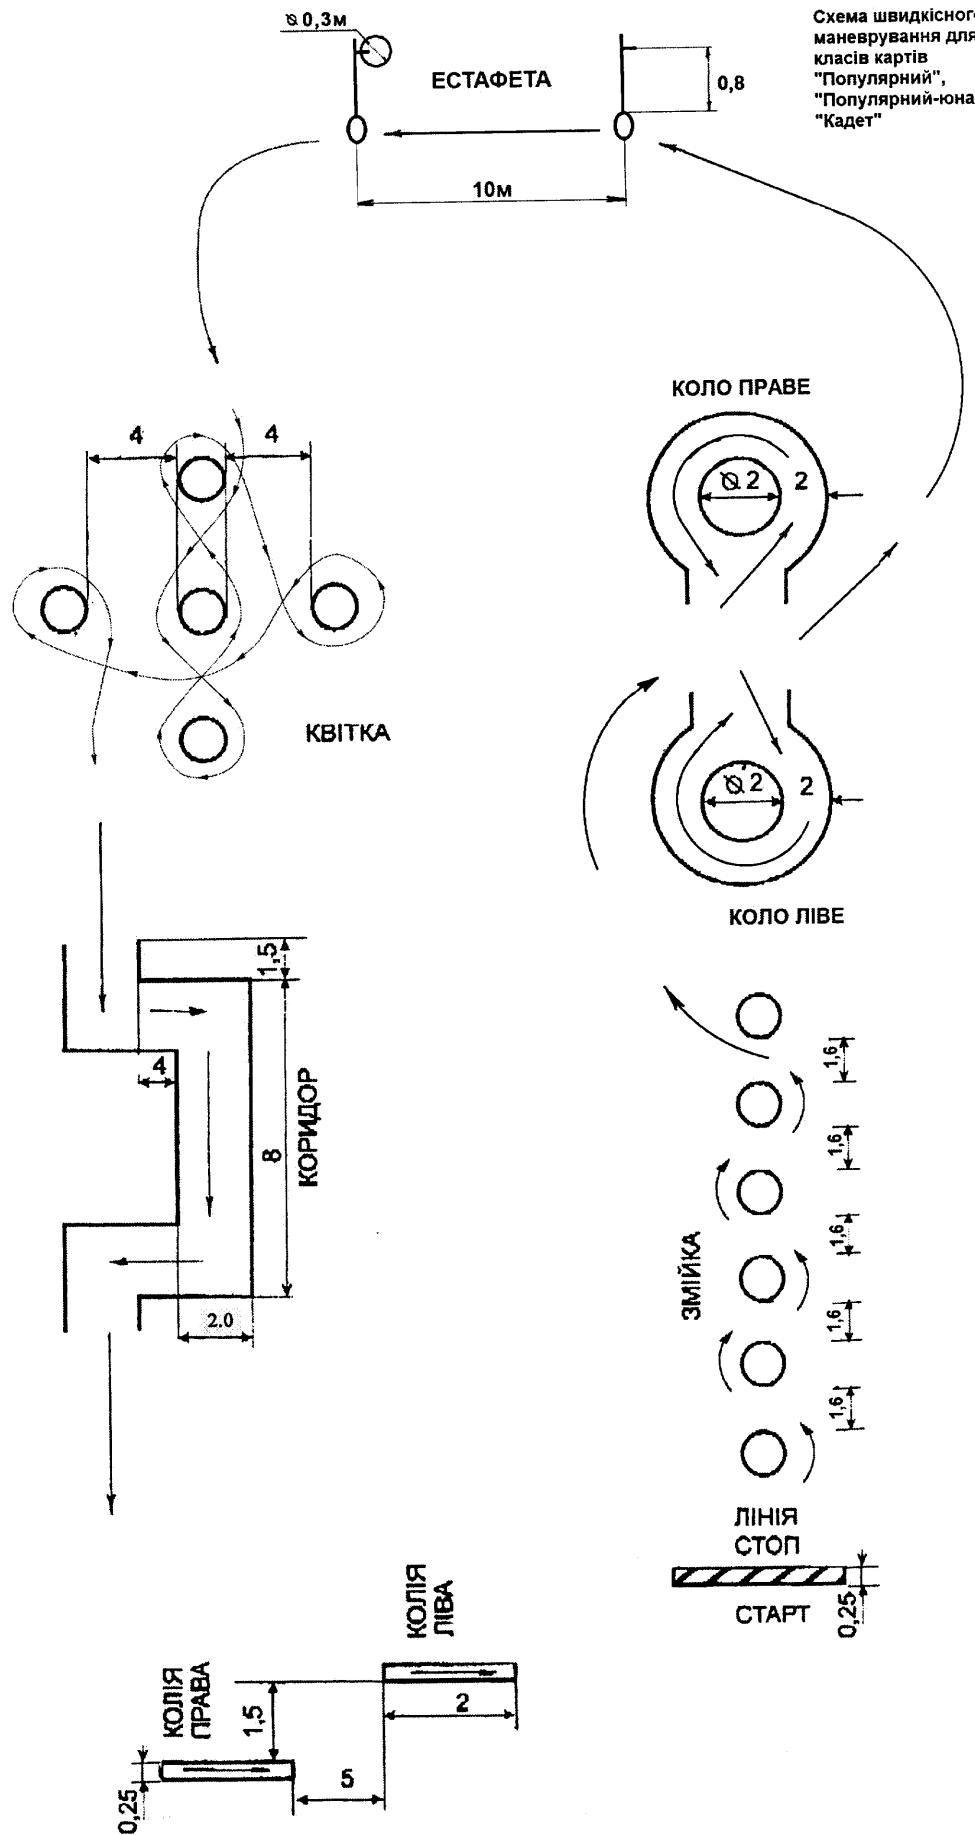 ⌀0,3м
Схема швидкісного
маневрування для
класів картів
"Популярний",
"Популярний-юна
"Кадет"
ЕСТАФЕТА
0,8
10м
КОЛО ПРАВЕ
4
4
⌀2
2
КВІТКА
⌀2
2
КОЛО ЛІВЕ
1,5
4
8
КОРИДОР
2.0
1,6
1,6
1,6
1,6
1,6
ЗМІЙКА
ЛІНІЯ
СТОП
СТАРТ
0,25
КОЛІЯ
ЛІВА
КОЛІЯ
ПРАВА
1,5
2
5
0,25